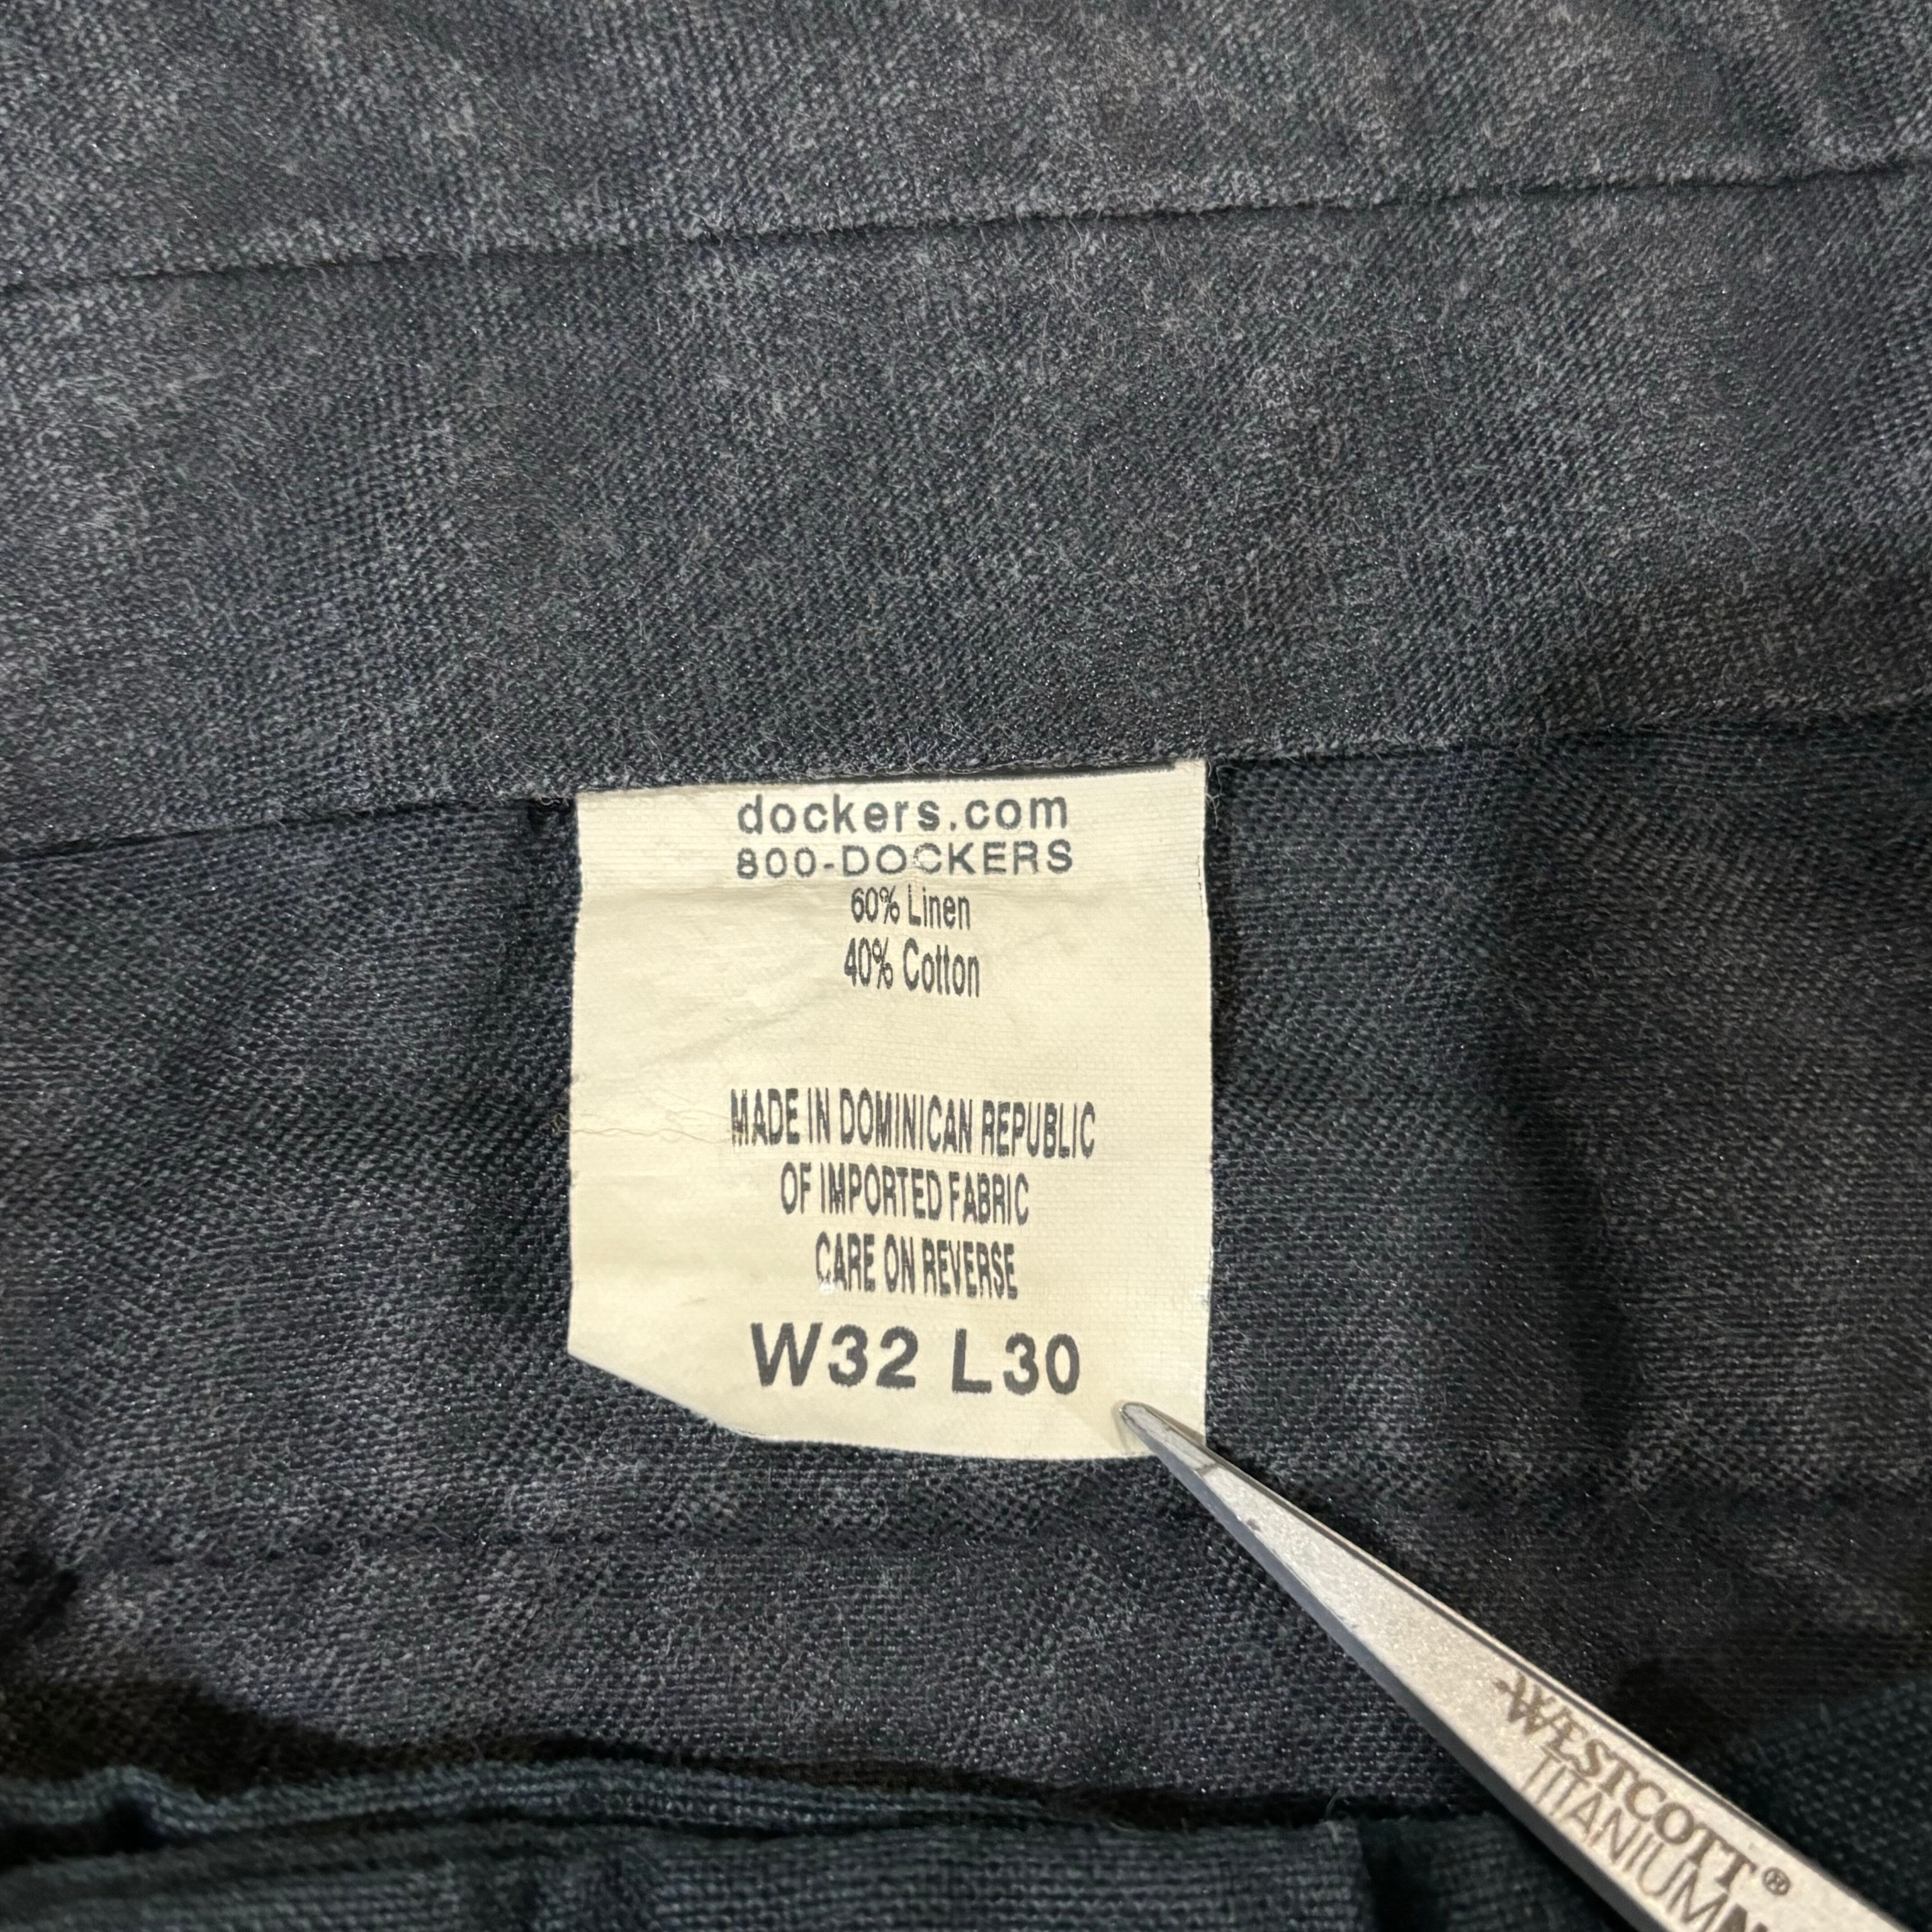 dockers.com
800-DOCKERS
60% Linen
40% Cotton
MADE IN DOMINICAN REPUBLIC
OF IMPORTED FABRIC
CARE ON REVERSE
W32 L30
WESTCOTT®
TITANIUM